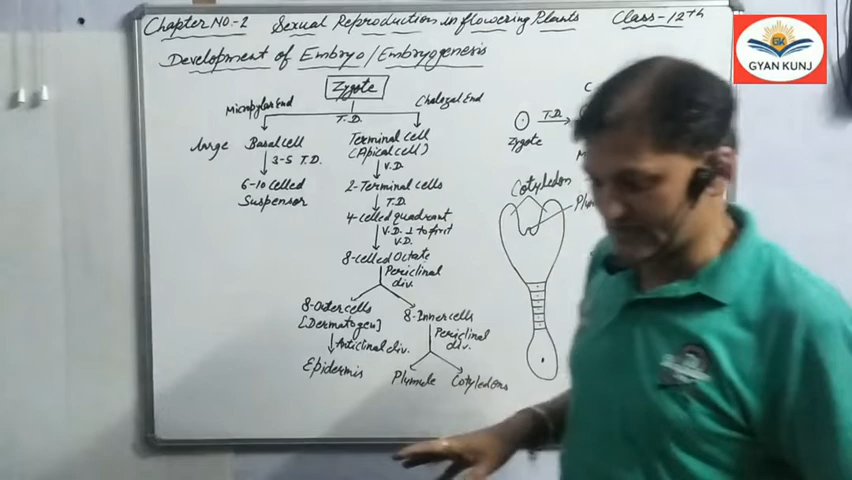 Chapter NO.-2 Sexual Reproduction in flowering Plants Class-12th
Development of Embryo/Embryogenesis
GK
GYAN KUNJ
Zygote
Micropylar End
Chalazal End
T.D.
large Basal cell
3-5 T.D.
6-10 Celled
Suspensor
Terminal Cell
(Apical cell)
V.D.
2-Terminal cells
T.D.
4-celled quadrant
V.D. ⊥ to first
V.D.
8-celled Octate
Periclinal
div.
8-Outer cells
[Dermatogen]
Anticlinal div.
Epidermis
8-Inner cells
Periclinal
div.
Plumule Cotyledons
C
T.D.
Zygote
M
Cotyledon
Plu